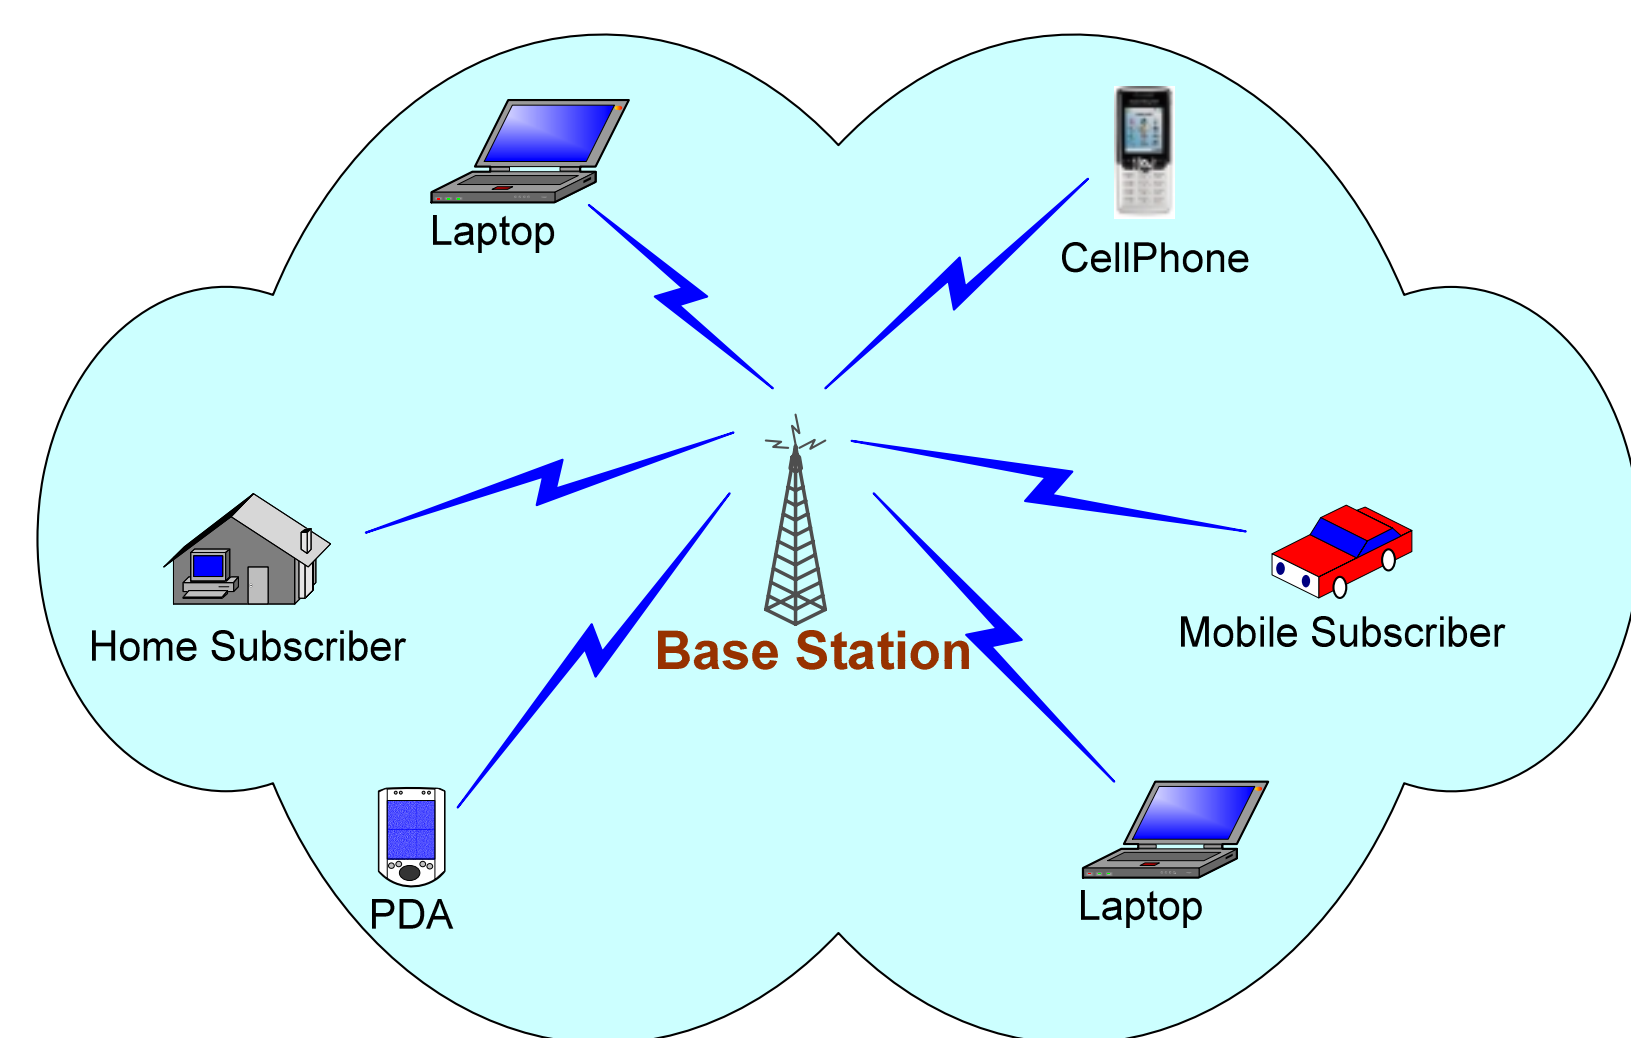 Laptop
CellPhone
Home Subscriber
Base Station
Mobile Subscriber
PDA
Laptop